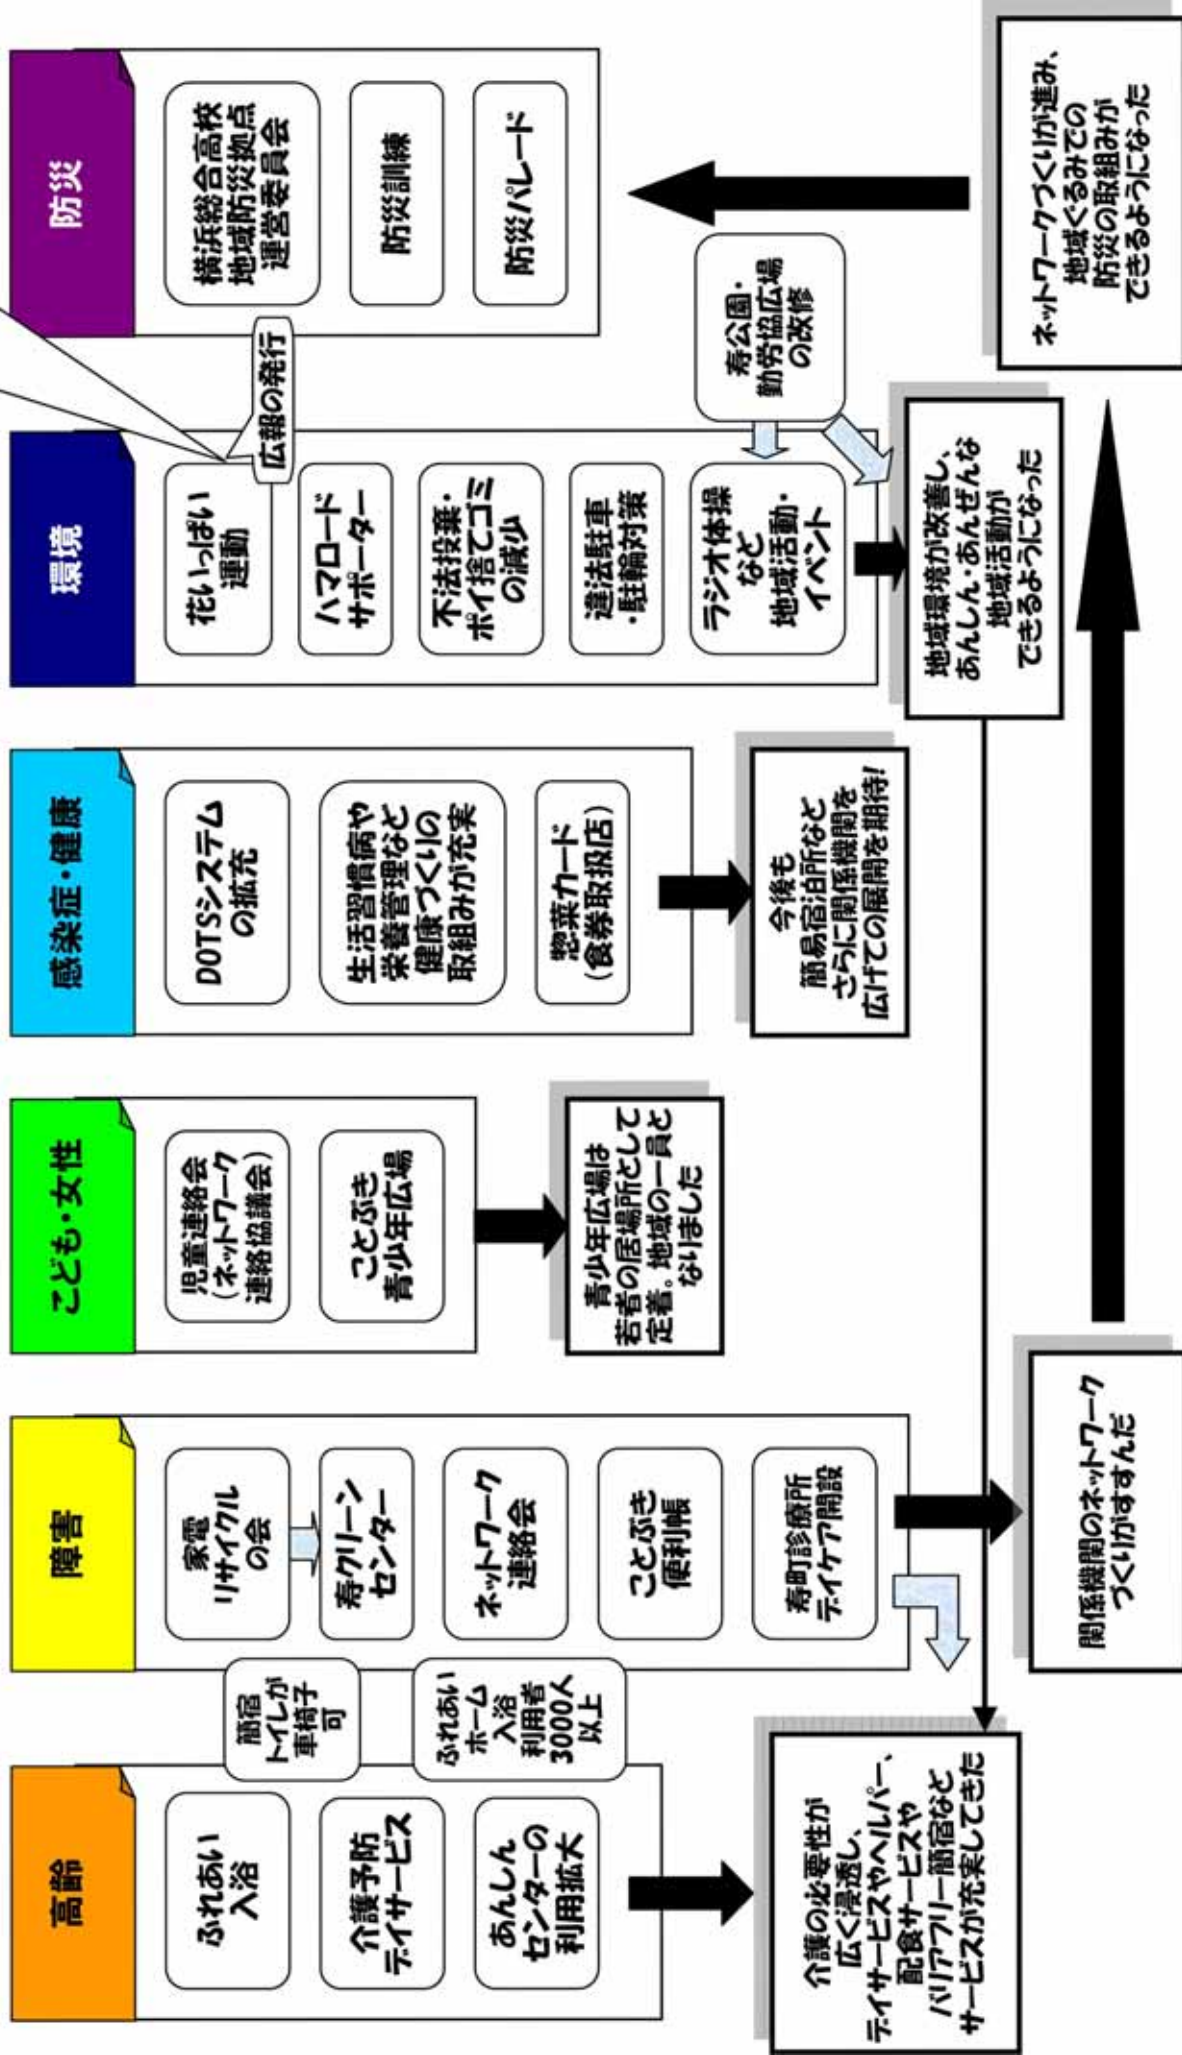 高齢
ふれあい
入浴
介護予防
デイサービス
あんしん
センターの
利用拡大
介護の必要性が
広く浸透し、
デイサービスやヘルパー、
配食サービスや
バリアフリー簡宿など
サービスが充実してきた
簡宿
トイレが
車椅子
可
ふれあい
ホーム
入浴
利用者
3000人
以上
障害
家電
リサイクル
の会
寿クリーン
センター
ネットワーク
連絡会
ことぶき
便利帳
寿町診療所
デイケア開設
関係機関のネットワーク
づくりがすすんだ
こども・女性
児童連絡会
(ネットワーク
連絡協議会)
ことぶき
青少年広場
青少年広場は
若者の居場所として
定着。地域の一員と
なりました
感染症・健康
DOTSシステム
の拡充
生活習慣病や
栄養管理など
健康づくりの
取組みが充実
惣菜カード
(食券取扱店)
今後も
簡易宿泊所など
さらに関係機関を
広げての展開を期待!
環境
花いっぱい
運動
広報の発行
ハマロード
サポーター
不法投棄・
ポイ捨てゴミ
の減少
違法駐車
・駐輪対策
ラジオ体操
など
地域活動・
イベント
寿公園・
勤労協広場
の改修
地域環境が改善し、
あんしん・あんぜんな
地域活動が
できるようになった
防災
横浜総合高校
地域防災拠点
運営委員会
防災訓練
防災パレード
ネットワークづくりが進み、
地域ぐるみでの
防災の取組みが
できるようになった